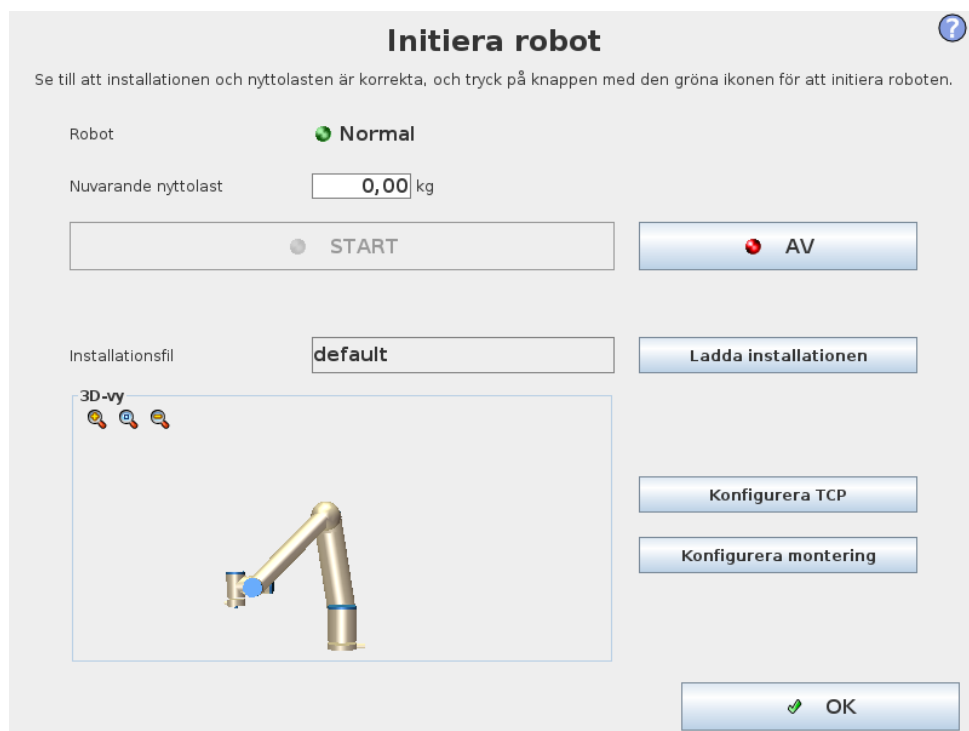 Initiera robot
?
Se till att installationen och nyttolasten är korrekta, och tryck på knappen med den gröna ikonen för att initiera roboten.
Robot Normal
Nuvarande nyttolast 0,00 kg
START AV
Installationsfil default Ladda installationen
3D-vy
Konfigurera TCP
Konfigurera montering
OK